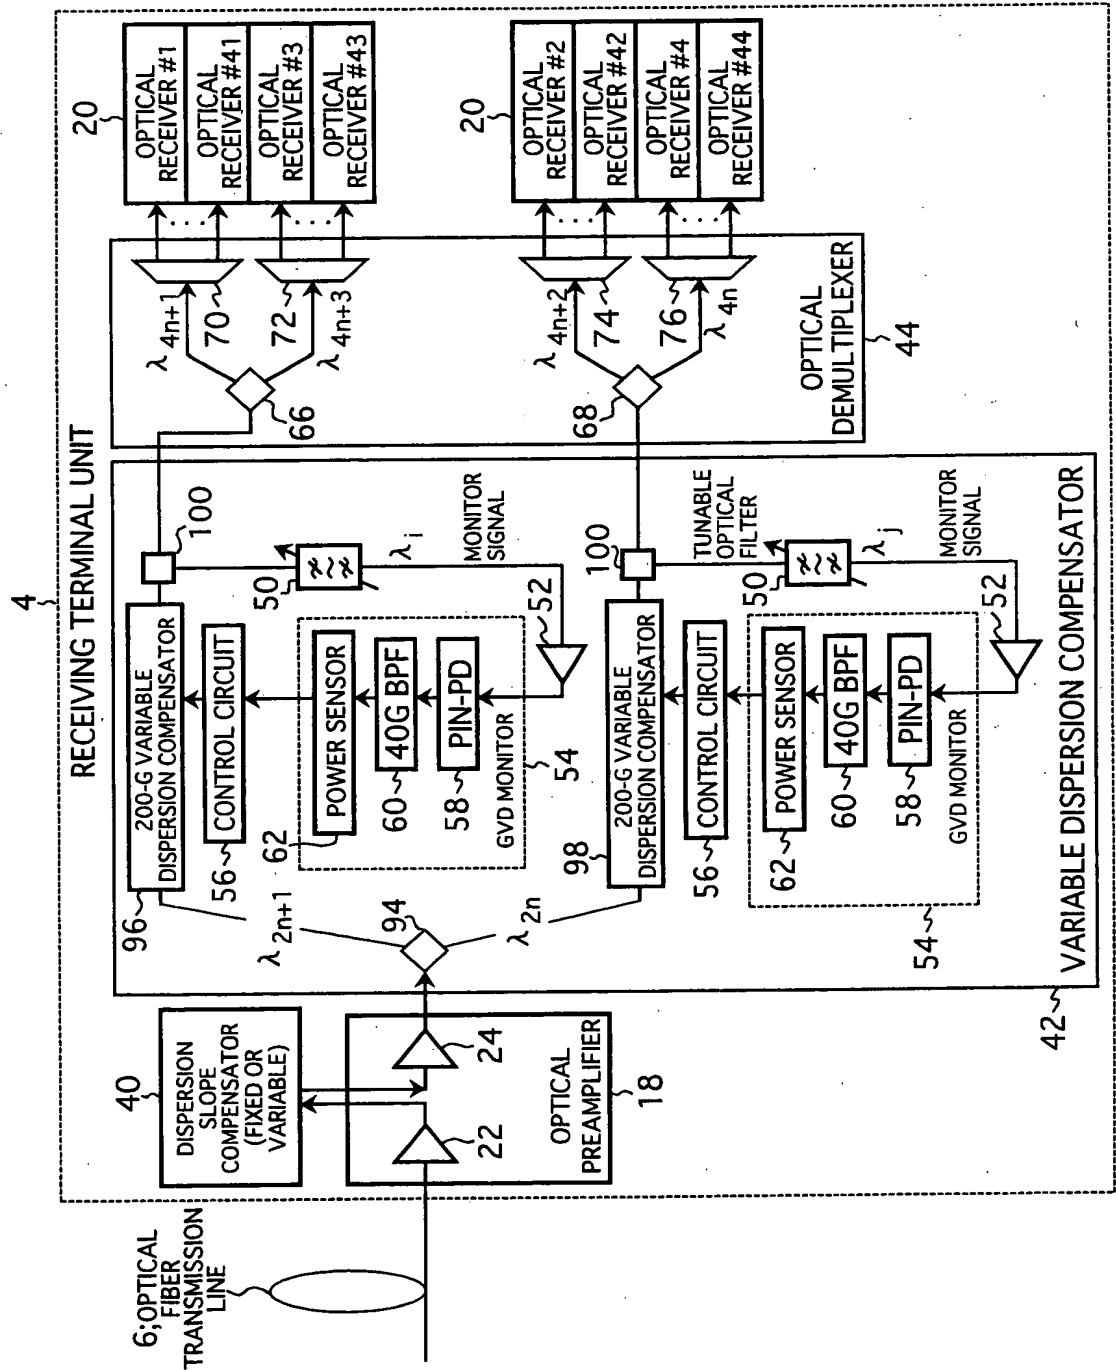 RECEIVING TERMINAL UNIT
4
6;OPTICAL
FIBER
TRANSMISSION
LINE
40
DISPERSION
SLOPE
COMPENSATOR
(FIXED OR
VARIABLE)
22
24
OPTICAL
PREAMPLIFIER
18
94
λ2n+1
λ2n
96
200-G VARIABLE
DISPERSION COMPENSATOR
100
56
CONTROL CIRCUIT
62
POWER SENSOR
60
40G BPF
58
PIN-PD
GVD MONITOR
54
50
λi
MONITOR
SIGNAL
52
98
200-G VARIABLE
DISPERSION COMPENSATOR
100
TUNABLE
OPTICAL
FILTER
56
CONTROL CIRCUIT
62
POWER SENSOR
60
40G BPF
58
PIN-PD
GVD MONITOR
54
50
λj
MONITOR
SIGNAL
52
VARIABLE DISPERSION COMPENSATOR
42
66
λ4n+1
70
72
λ4n+3
68
λ4n+2
74
76
λ4n
OPTICAL
DEMULTIPLEXER
44
20
OPTICAL
RECEIVER #1
OPTICAL
RECEIVER #41
OPTICAL
RECEIVER #3
OPTICAL
RECEIVER #43
20
OPTICAL
RECEIVER #2
OPTICAL
RECEIVER #42
OPTICAL
RECEIVER #4
OPTICAL
RECEIVER #44